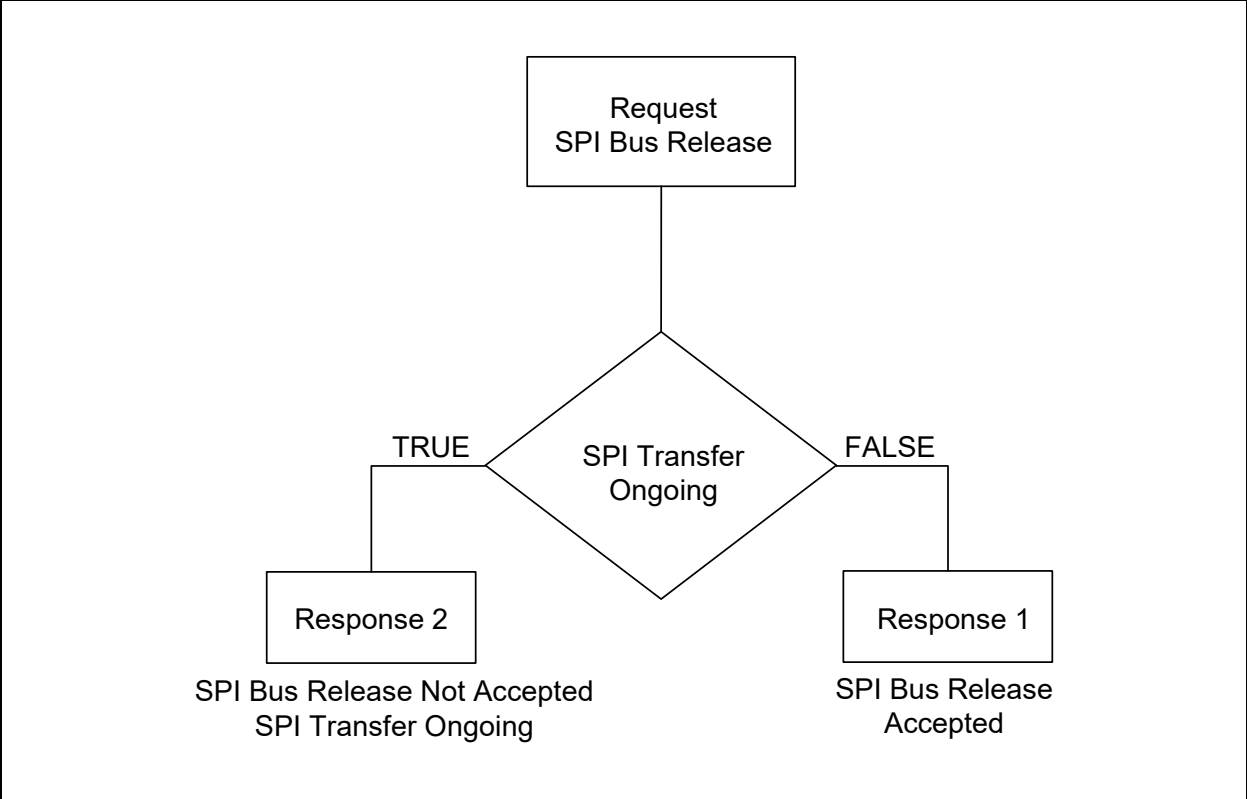 Request
SPI Bus Release
TRUE
FALSE
SPI Transfer
Ongoing
Response 2
Response 1
SPI Bus Release Not Accepted
SPI Transfer Ongoing
SPI Bus Release
Accepted